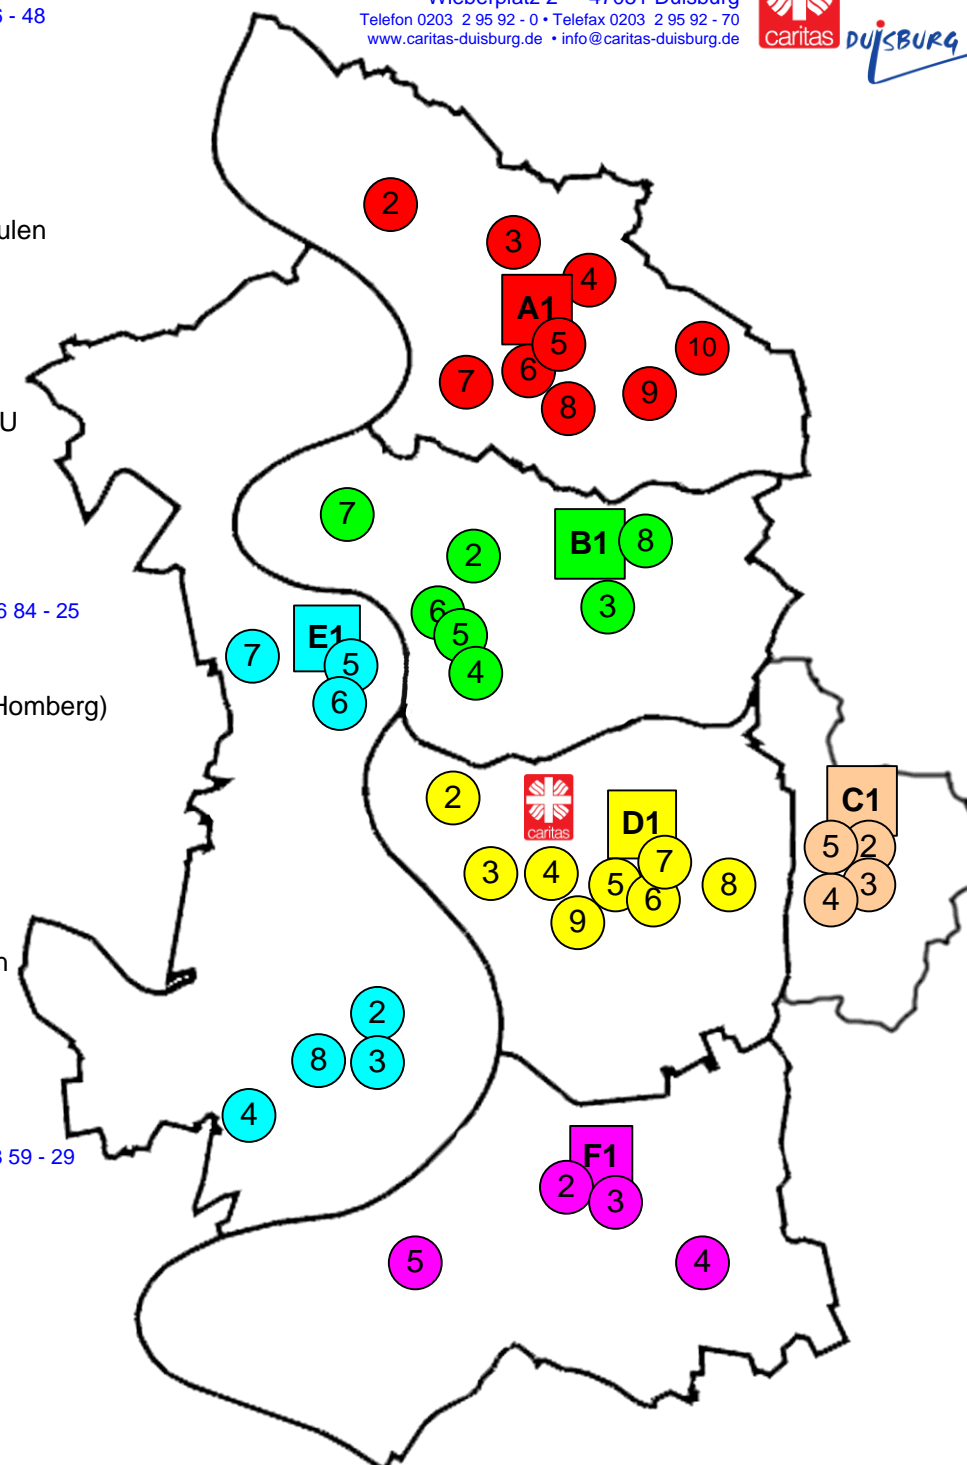 6 - 48
47051 Duisburg
Telefon 0203 2 95 92 - 0 • Telefax 0203 2 95 92 - 70
www.caritas-duisburg.de • info@caritas-duisburg.de
caritas DUISBURG
2
ulen
3
4
A1
5
10
6
7
9
8
U
7
B1
8
2
3
6 84 - 25
6
5
E1
7
5
4
6
Homberg)
2
caritas
D1
C1
7
5
2
3
4
5
6
8
3
4
9
n
2
8
3
4
3 59 - 29
F1
2
3
5
4